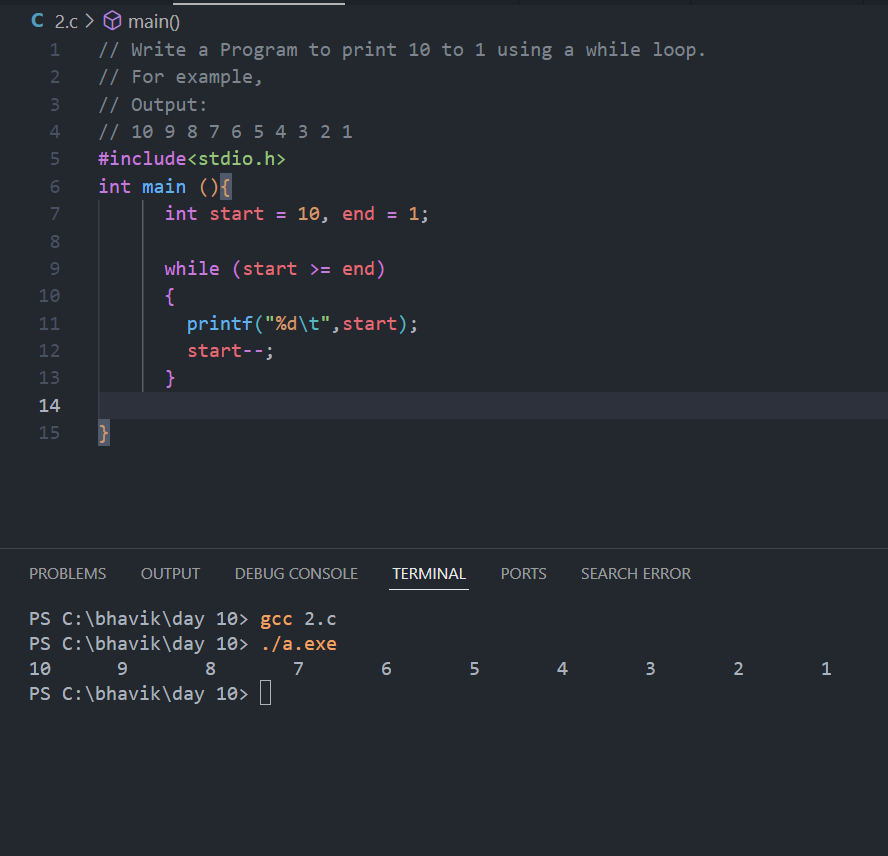 C 2.c > main()
1 // Write a Program to print 10 to 1 using a while loop.
2 // For example,
3 // Output:
4 // 10 9 8 7 6 5 4 3 2 1
5 #include<stdio.h>
6 int main (){
7       int start = 10, end = 1;
8
9       while (start >= end)
10       {
11         printf("%d\t",start);
12         start--;
13       }
14
15 }
PROBLEMS OUTPUT DEBUG CONSOLE TERMINAL PORTS SEARCH ERROR
PS C:\bhavik\day 10> gcc 2.c
PS C:\bhavik\day 10> ./a.exe
10      9       8       7       6       5       4       3       2       1
PS C:\bhavik\day 10>